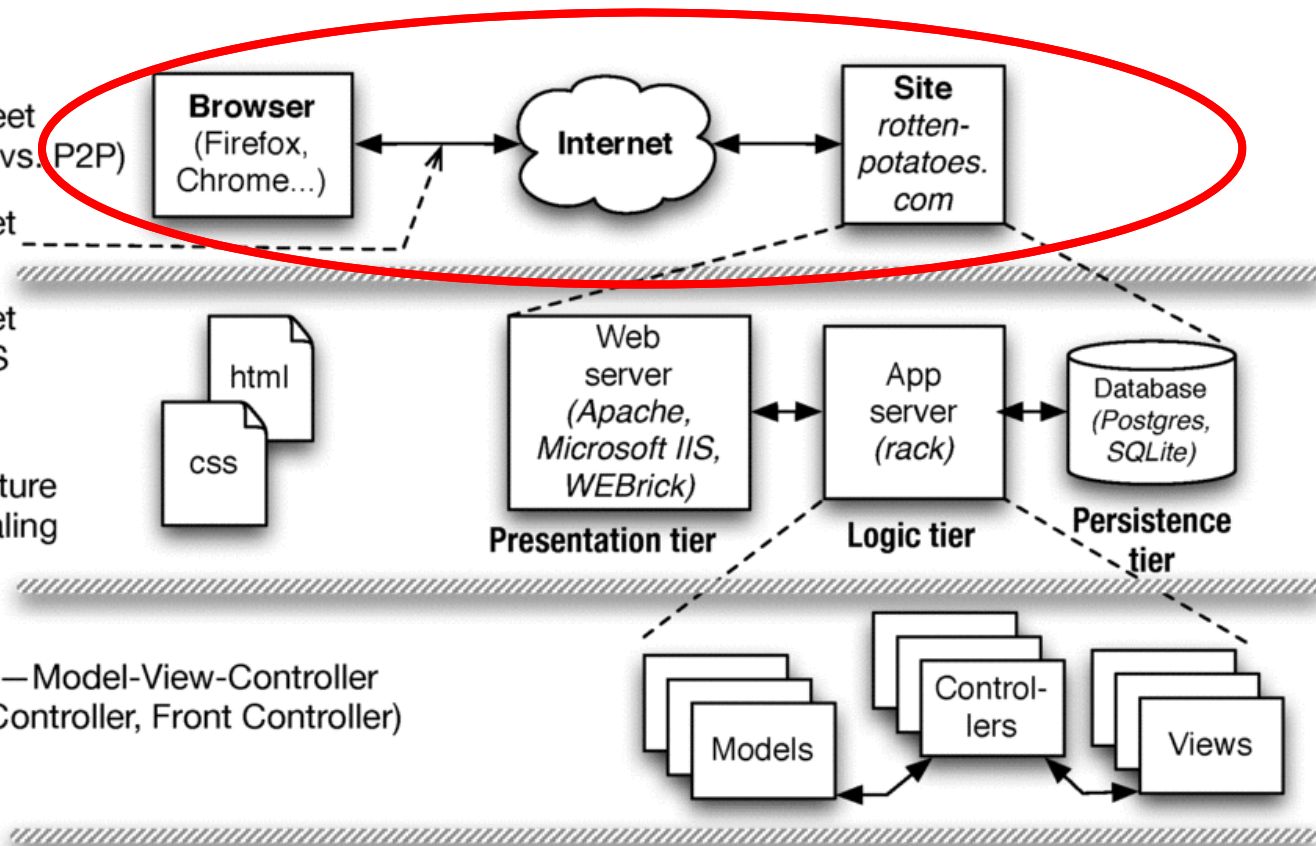 Browser
(Firefox,
Chrome...)
Internet
Site
rotten-
potatoes.
com
vs. P2P)
html
css
Web
server
(Apache,
Microsoft IIS,
WEBrick)
App
server
(rack)
Database
(Postgres,
SQLite)
Presentation tier
Logic tier
Persistence
tier
—Model-View-Controller
Controller, Front Controller)
Models
Control-
lers
Views